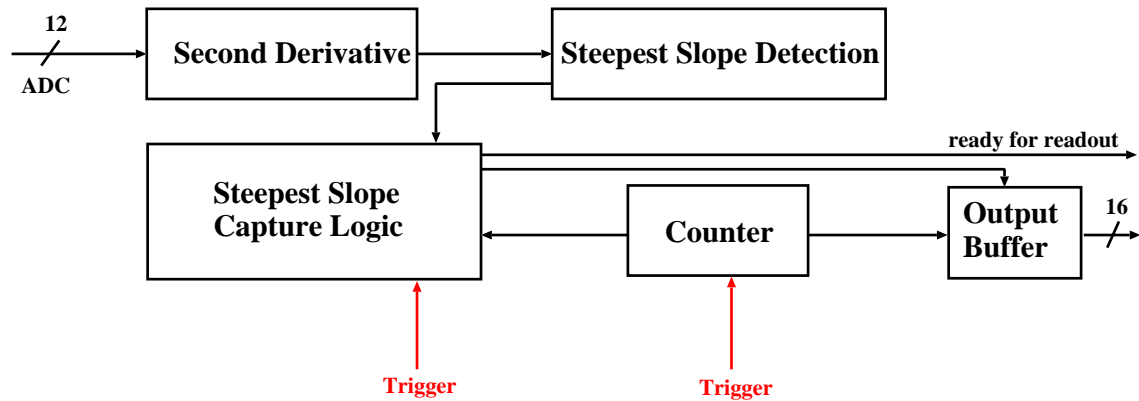 12
ADC
Second Derivative
Steepest Slope Detection
ready for readout
Steepest Slope
Capture Logic
Counter
Output
Buffer
16
Trigger
Trigger